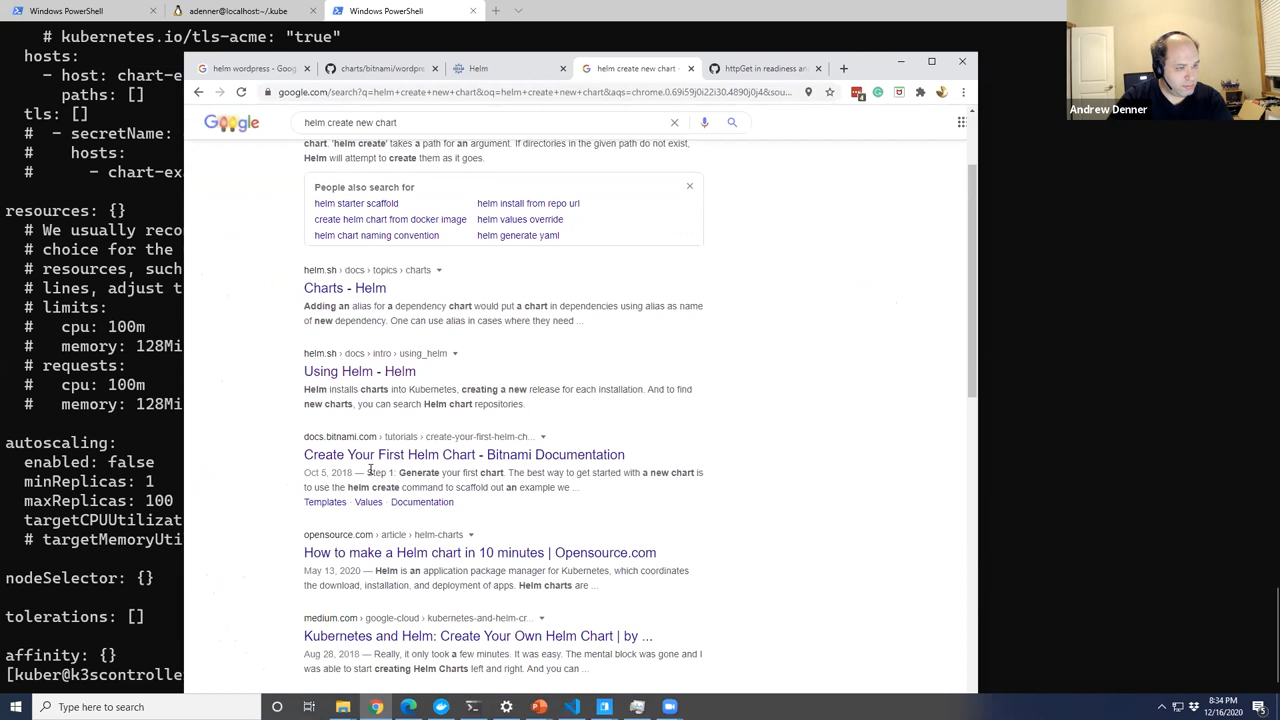 Windows PowerShell
adenner@localhost:~/.kube
Windows PowerShell
# kubernetes.io/tls-acme: "true"
hosts:
- host: chart-e
paths: []
tls: []
# - secretName:
# hosts:
# - chart-ex
resources: {}
# We usually reco
# choice for the
# resources, such
# lines, adjust t
# limits:
# cpu: 100m
# memory: 128Mi
# requests:
# cpu: 100m
# memory: 128Mi
autoscaling:
enabled: false
minReplicas: 1
maxReplicas: 100
targetCPUUtilizat
# targetMemoryUti
nodeSelector: {}
tolerations: []
affinity: {}
[kuber@k3scontrolle
helm wordpress - Goog
charts/bitnami/wordpr
Helm
helm create new chart -
httpGet in readiness an
google.com/search?q=helm+create+new+chart&oq=helm+create+new+chart&aqs=chrome.0.69i59j0i22i30.4890j0j4&sou...
Google
helm create new chart
chart. 'helm create' takes a path for an argument. If directories in the given path do not exist,
Helm will attempt to create them as it goes.
People also search for
helm starter scaffold
helm install from repo url
create helm chart from docker image
helm values override
helm chart naming convention
helm generate yaml
helm.sh › docs › topics › charts
Charts - Helm
Adding an alias for a dependency chart would put a chart in dependencies using alias as name
of new dependency. One can use alias in cases where they need ...
helm.sh › docs › intro › using_helm
Using Helm - Helm
Helm installs charts into Kubernetes, creating a new release for each installation. And to find
new charts, you can search Helm chart repositories.
docs.bitnami.com › tutorials › create-your-first-helm-ch...
Create Your First Helm Chart - Bitnami Documentation
Oct 5, 2018 — Step 1: Generate your first chart. The best way to get started with a new chart is
to use the helm create command to scaffold out an example we ...
Templates · Values · Documentation
opensource.com › article › helm-charts
How to make a Helm chart in 10 minutes | Opensource.com
May 13, 2020 — Helm is an application package manager for Kubernetes, which coordinates
the download, installation, and deployment of apps. Helm charts are ...
medium.com › google-cloud › kubernetes-and-helm-cr...
Kubernetes and Helm: Create Your Own Helm Chart | by ...
Aug 28, 2018 — Really, it only took a few minutes. It was easy. The mental block was gone and I
was able to start creating Helm Charts left and right. And you can ...
Andrew Denner
Type here to search
8:34 PM
12/16/2020